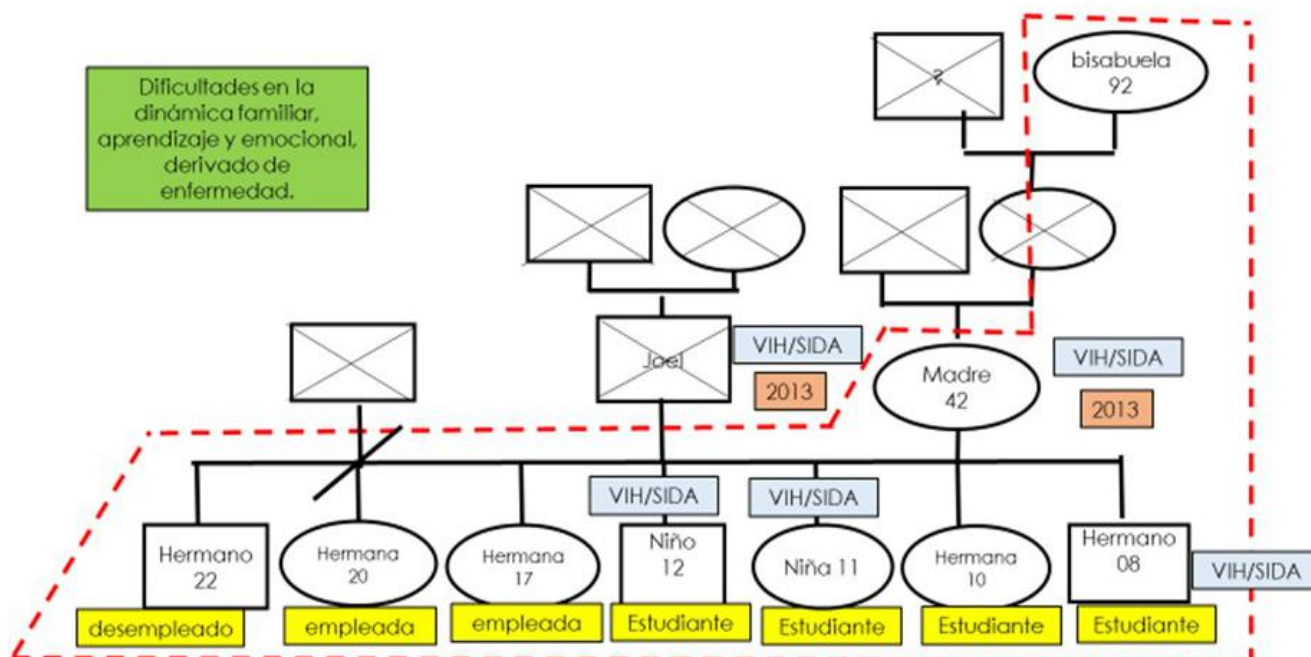 Dificultades en la
dinámica familiar,
aprendizaje y emocional,
derivado de
enfermedad.
?
bisabuela
92
Joel
VIH/SIDA
2013
Madre
42
VIH/SIDA
2013
VIH/SIDA
VIH/SIDA
Hermano
22
Hermana
20
Hermana
17
Niño
12
Niña 11
Hermana
10
Hermano
08
VIH/SIDA
desempleado
empleada
empleada
Estudiante
Estudiante
Estudiante
Estudiante